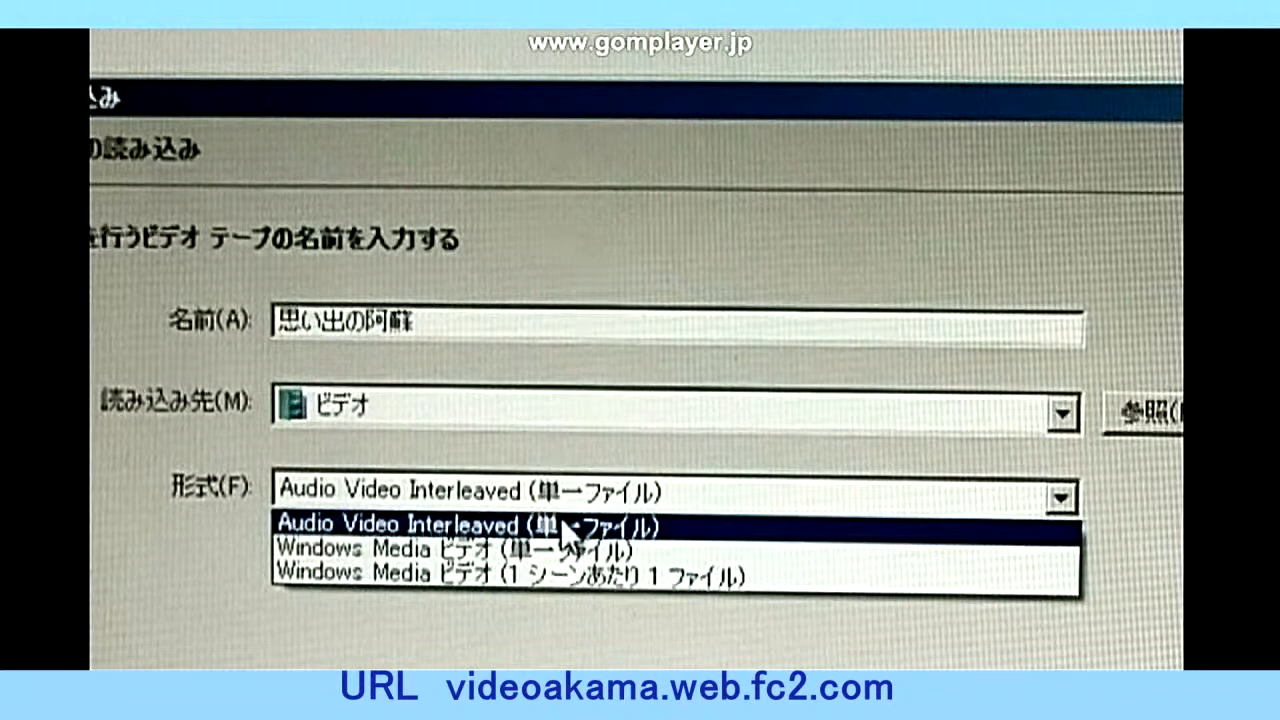 www.gomplayer.jp
込み
の読み込み
を行うビデオ テープの名前を入力する
名前(A): 思い出の阿蘇
読み込み先(M): ビデオ 参照(
形式(F): Audio Video Interleaved (単一ファイル)
Audio Video Interleaved (単一ファイル)
Windows Media ビデオ (単一ファイル)
Windows Media ビデオ (1 シーンあたり 1 ファイル)
URL videoakama.web.fc2.com